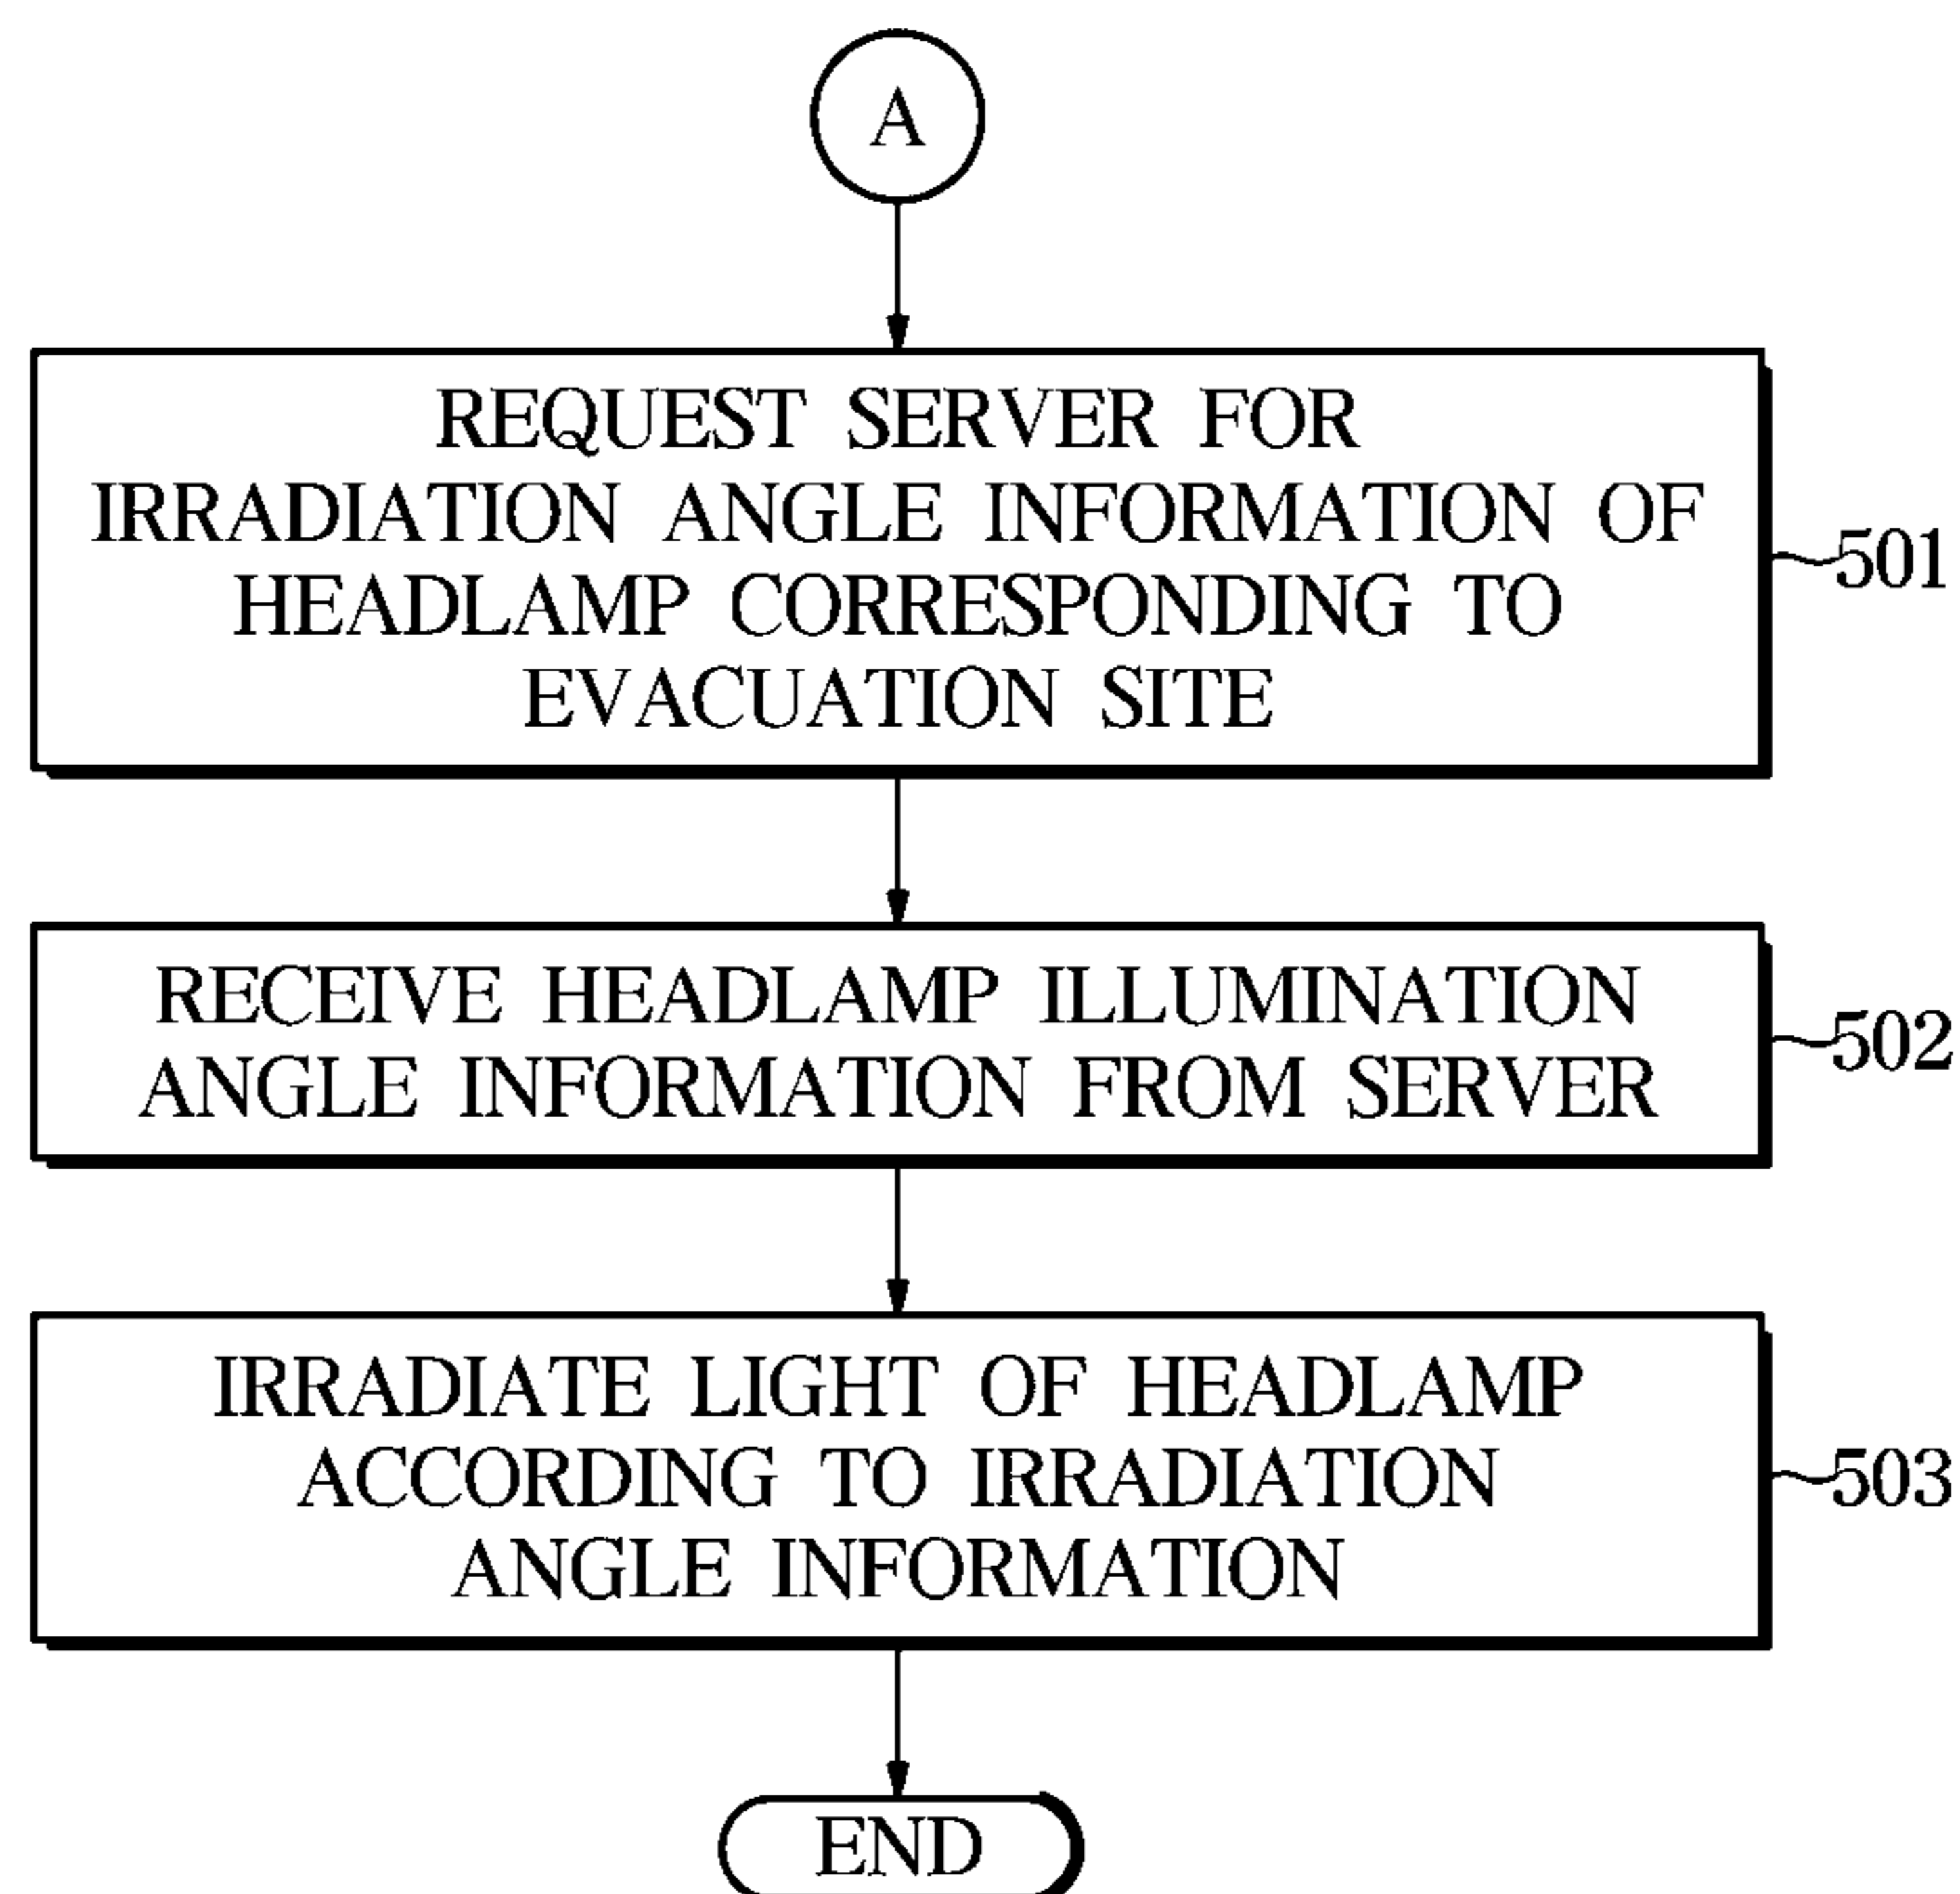 A
REQUEST SERVER FOR
IRRADIATION ANGLE INFORMATION OF
HEADLAMP CORRESPONDING TO
EVACUATION SITE
501
RECEIVE HEADLAMP ILLUMINATION
ANGLE INFORMATION FROM SERVER
502
IRRADIATE LIGHT OF HEADLAMP
ACCORDING TO IRRADIATION
ANGLE INFORMATION
503
END